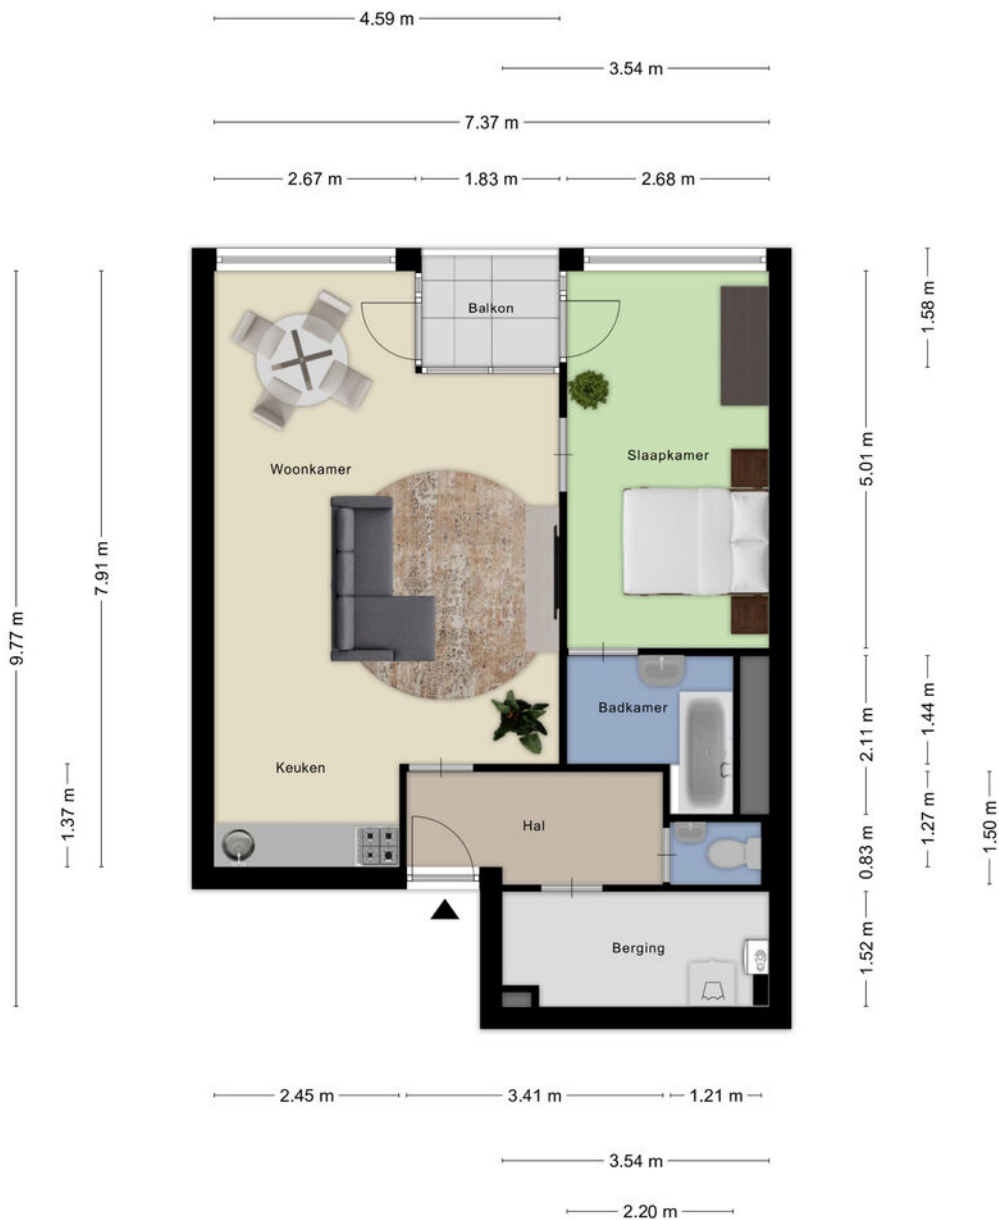 4.59 m
3.54 m
7.37 m
2.67 m
1.83 m
2.68 m
Balkon
1.58 m
Woonkamer
Slaapkamer
5.01 m
7.91 m
9.77 m
Badkamer
1.44 m
2.11 m
Keuken
1.37 m
Hal
1.27 m
1.50 m
0.83 m
Berging
1.52 m
2.45 m
3.41 m
1.21 m
3.54 m
2.20 m